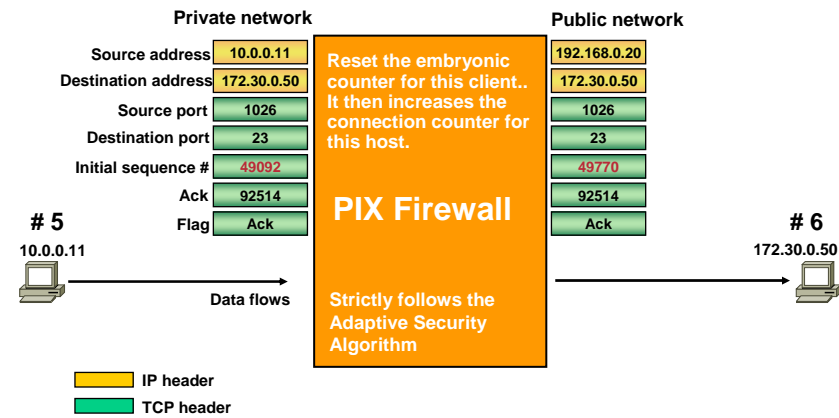 Private network
Public network
Source address 10.0.0.11
Destination address 172.30.0.50
Source port 1026
Destination port 23
Initial sequence # 49092
Ack 92514
Flag Ack
Reset the embryonic
counter for this client..
It then increases the
connection counter for
this host.
PIX Firewall
Strictly follows the
Adaptive Security
Algorithm
192.168.0.20
172.30.0.50
1026
23
49770
92514
Ack
# 5
10.0.0.11
Data flows
# 6
172.30.0.50
IP header
TCP header